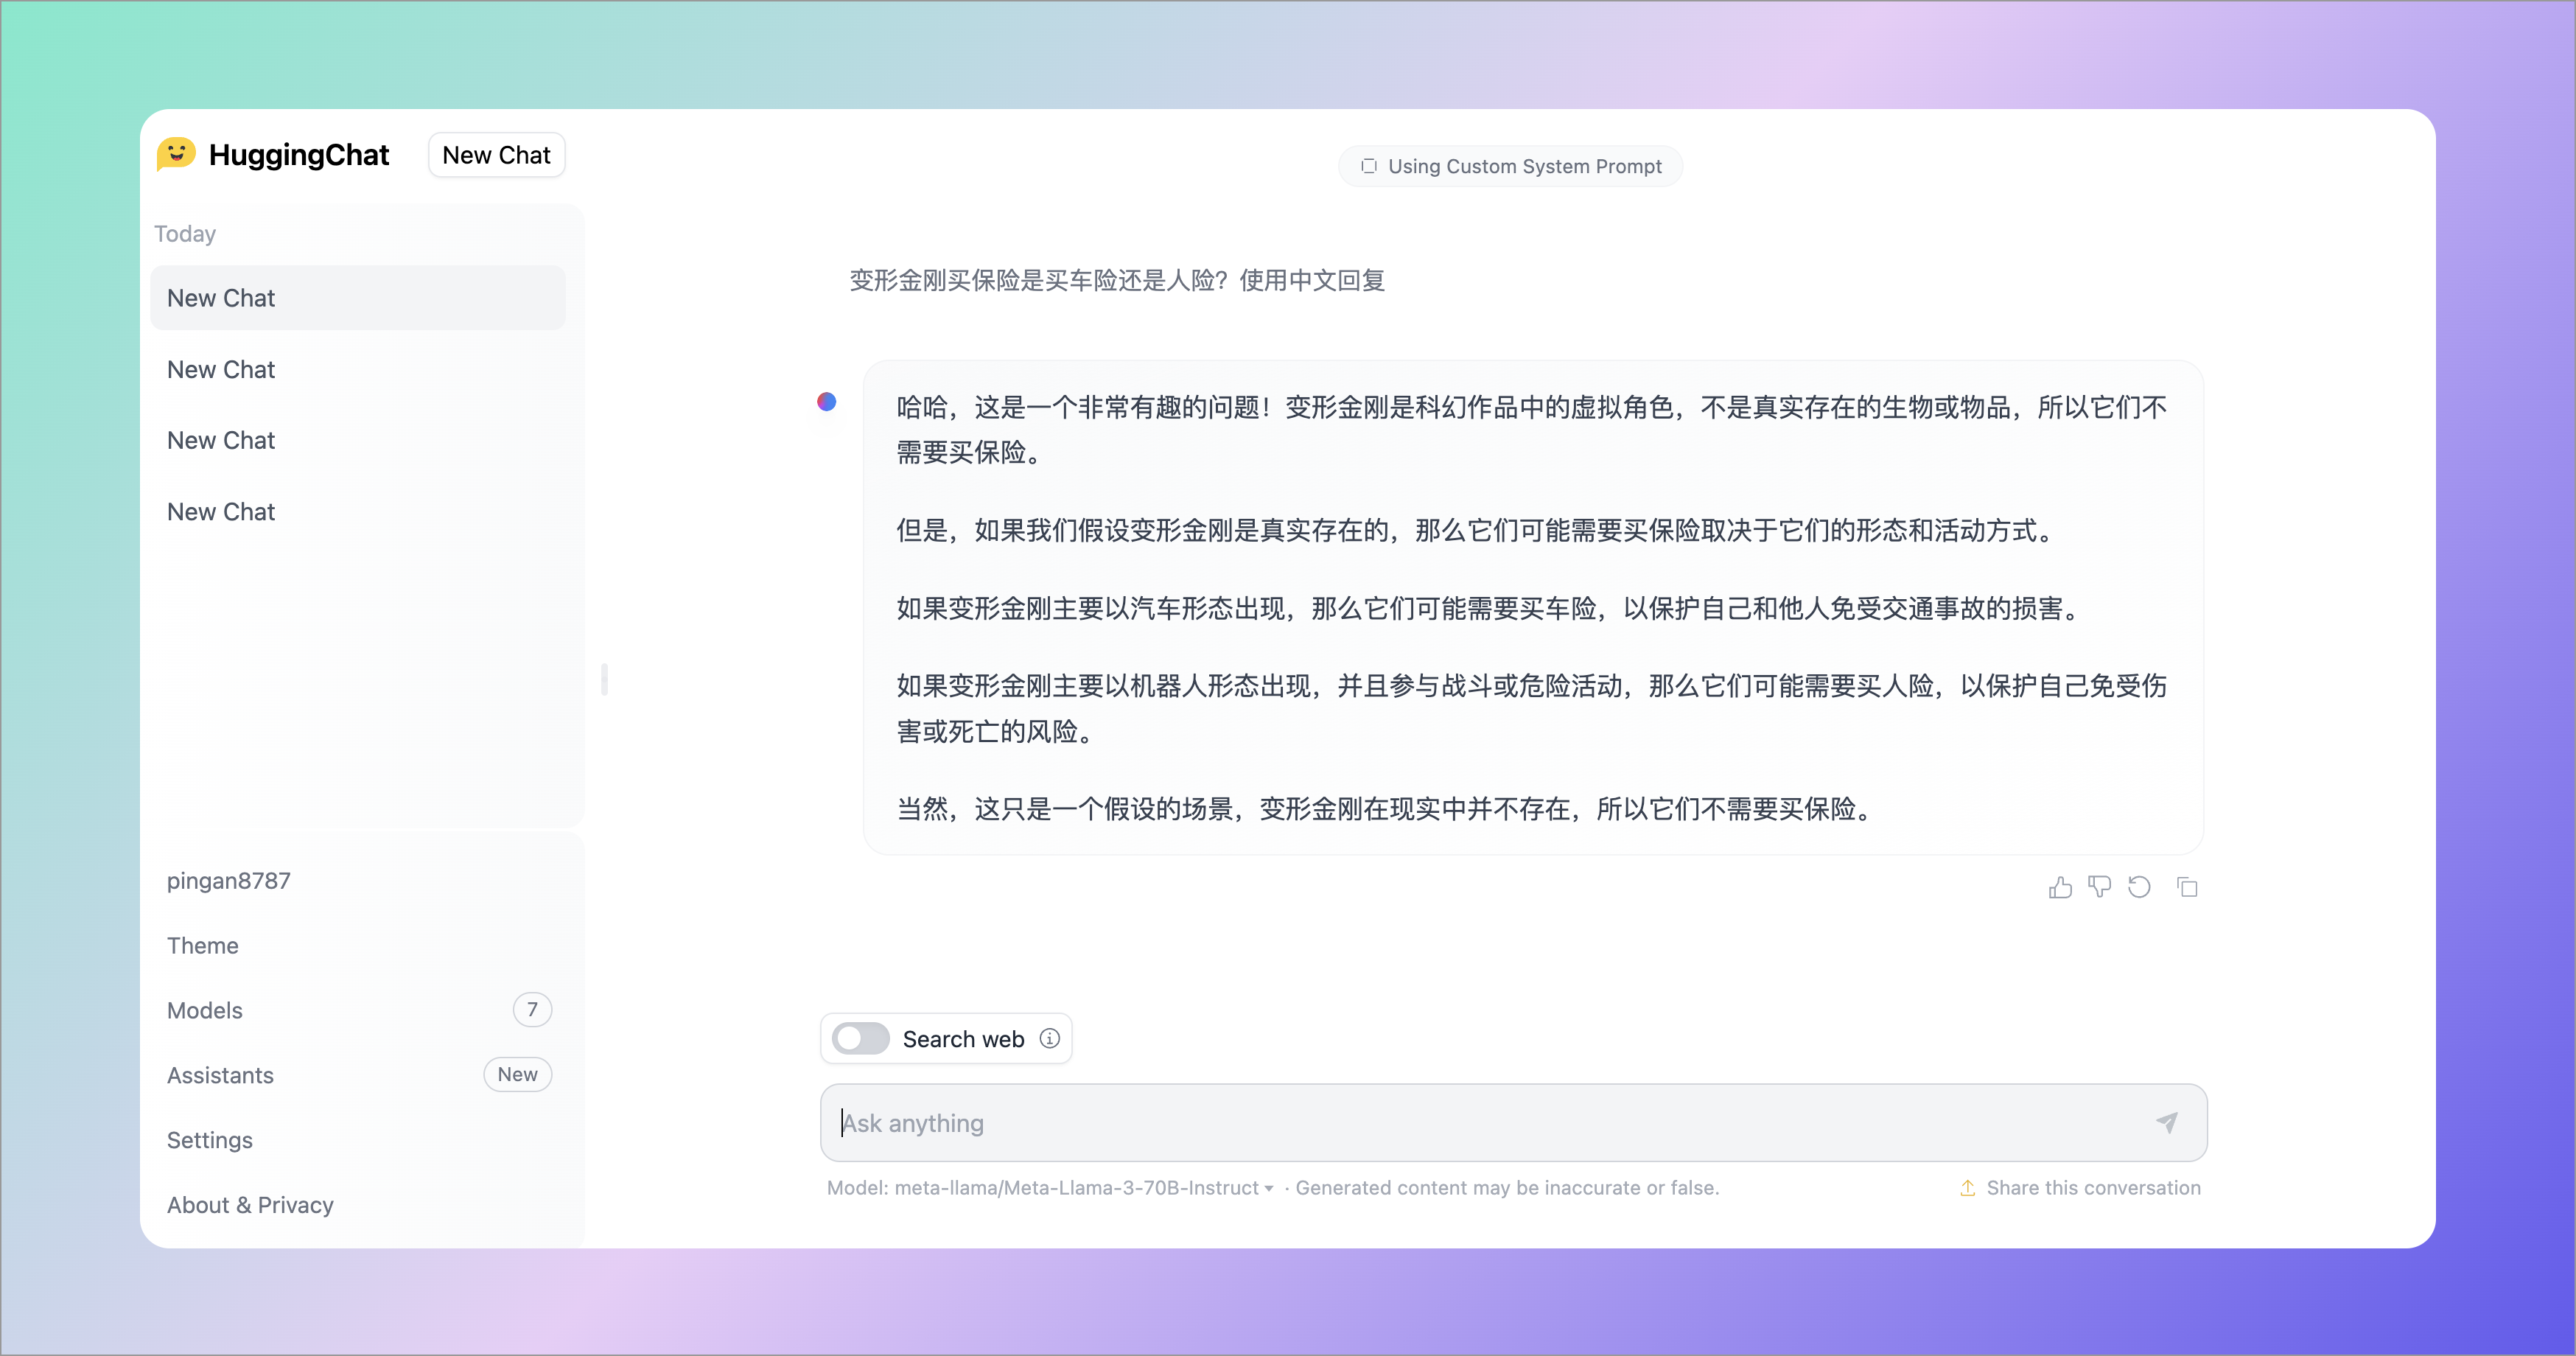 HuggingChat
New Chat
Today
New Chat
New Chat
New Chat
New Chat
pingan8787
Theme
Models 7
Assistants New
Settings
About & Privacy
Using Custom System Prompt
变形金刚买保险是买车险还是人险？使用中文回复
哈哈，这是一个非常有趣的问题！变形金刚是科幻作品中的虚拟角色，不是真实存在的生物或物品，所以它们不
需要买保险。
但是，如果我们假设变形金刚是真实存在的，那么它们可能需要买保险取决于它们的形态和活动方式。
如果变形金刚主要以汽车形态出现，那么它们可能需要买车险，以保护自己和他人免受交通事故的损害。
如果变形金刚主要以机器人形态出现，并且参与战斗或危险活动，那么它们可能需要买人险，以保护自己免受伤
害或死亡的风险。
当然，这只是一个假设的场景，变形金刚在现实中并不存在，所以它们不需要买保险。
Search web
Ask anything
Model: meta-llama/Meta-Llama-3-70B-Instruct · Generated content may be inaccurate or false.
Share this conversation